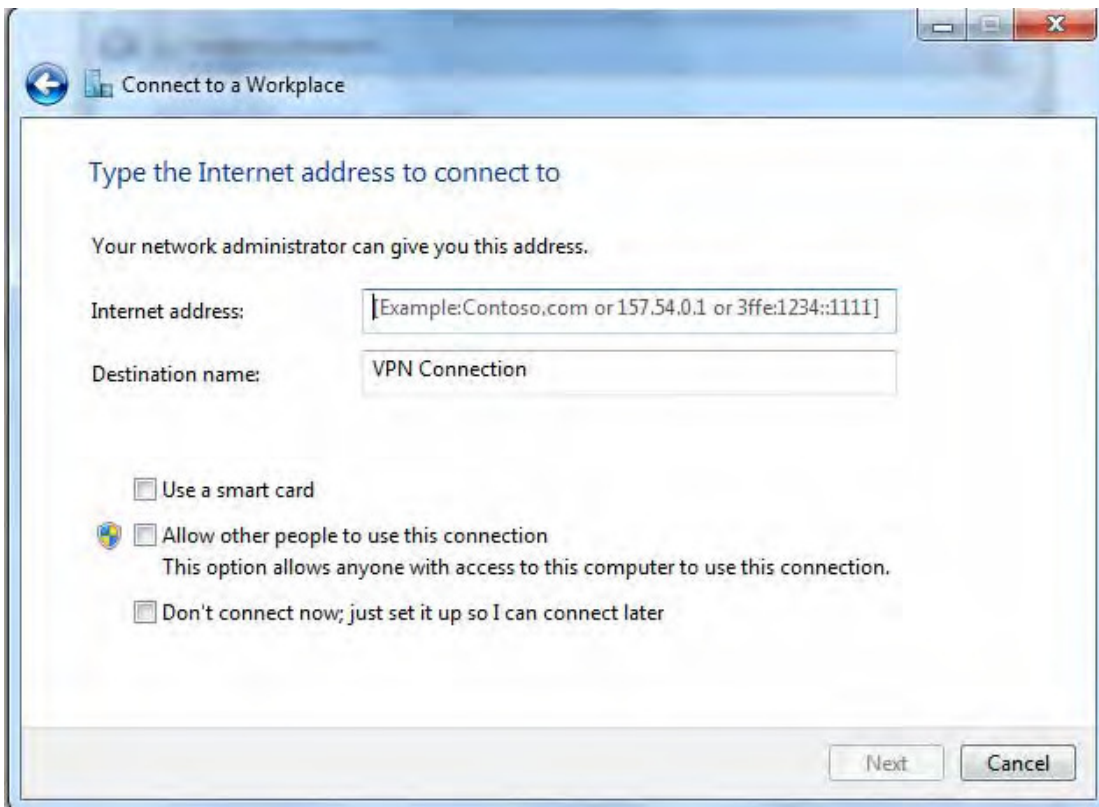 Connect to a Workplace
Type the Internet address to connect to
Your network administrator can give you this address.
Internet address:
[Example:Contoso.com or 157.54.0.1 or 3ffe:1234::1111]
Destination name:
VPN Connection
Use a smart card
Allow other people to use this connection
This option allows anyone with access to this computer to use this connection.
Don't connect now; just set it up so I can connect later
Next
Cancel